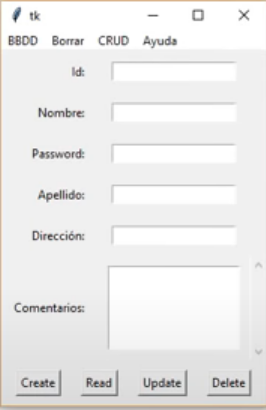 tk
BBDD Borrar CRUD Ayuda
Id:
Nombre:
Password:
Apellido:
Dirección:
Comentarios:
Create Read Update Delete